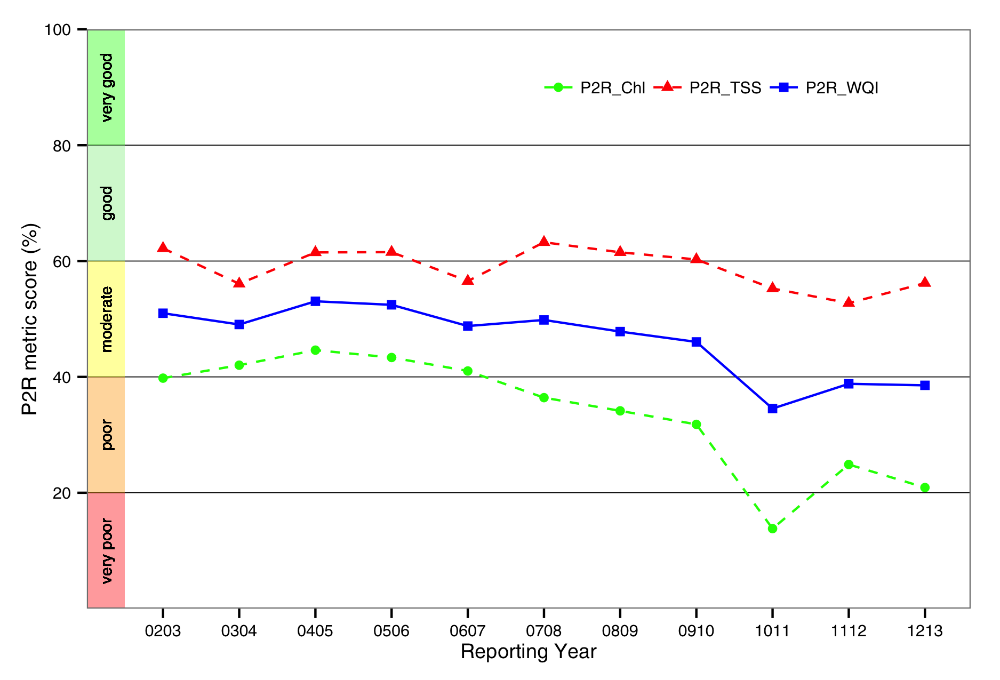 100
80
60
40
20
P2R metric score (%)
very good
good
moderate
poor
very poor
P2R_Chl P2R_TSS P2R_WQI
0203 0304 0405 0506 0607 0708 0809 0910 1011 1112 1213
Reporting Year